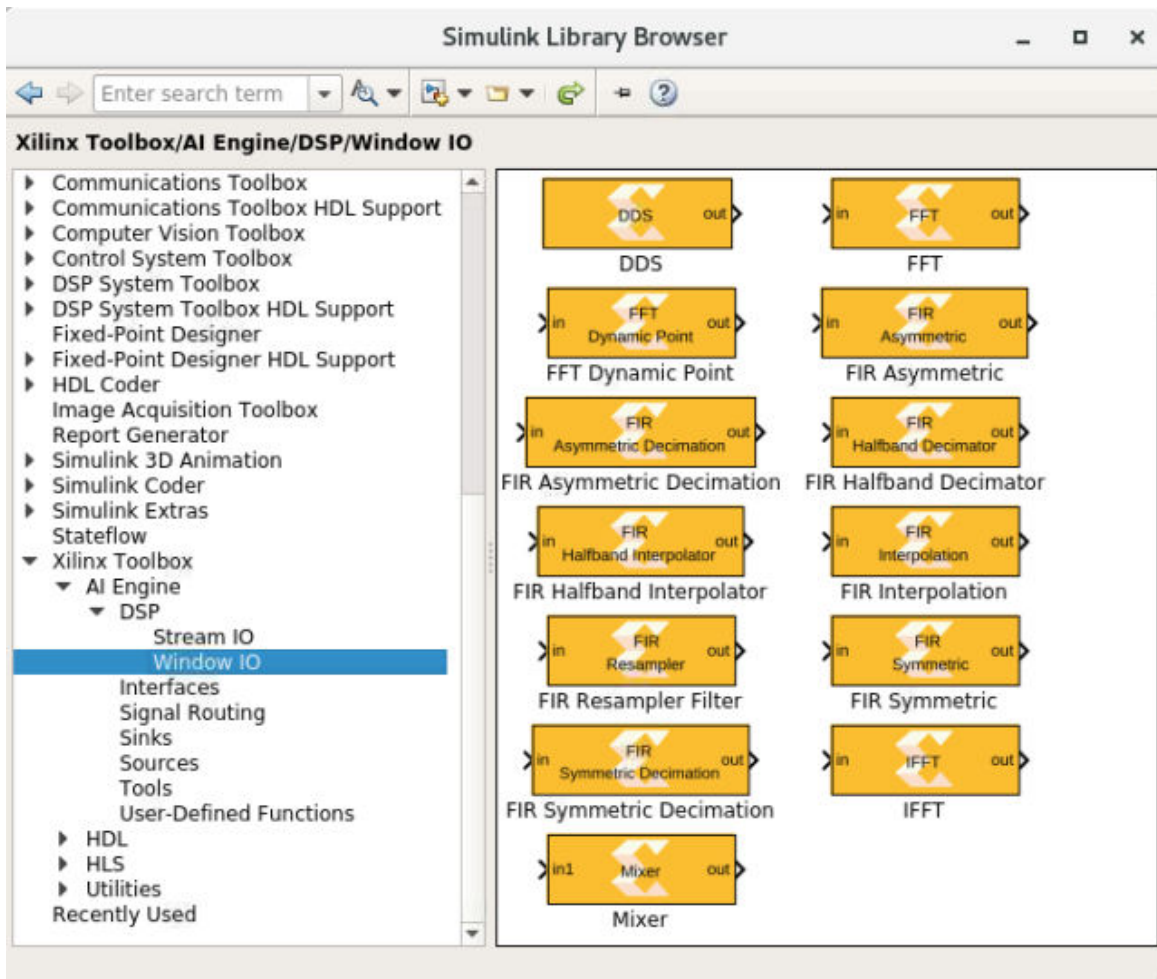 Simulink Library Browser
Enter search term
Xilinx Toolbox/AI Engine/DSP/Window IO
Communications Toolbox
Communications Toolbox HDL Support
Computer Vision Toolbox
Control System Toolbox
DSP System Toolbox
DSP System Toolbox HDL Support
Fixed-Point Designer
Fixed-Point Designer HDL Support
HDL Coder
Image Acquisition Toolbox
Report Generator
Simulink 3D Animation
Simulink Coder
Simulink Extras
Stateflow
Xilinx Toolbox
AI Engine
DSP
Stream IO
Window IO
Interfaces
Signal Routing
Sinks
Sources
Tools
User-Defined Functions
HDL
HLS
Utilities
Recently Used
DDS out
DDS
in FFT out
FFT
in FFT Dynamic Point out
FFT Dynamic Point
in FIR Asymmetric out
FIR Asymmetric
in FIR Asymmetric Decimation out
FIR Asymmetric Decimation
in FIR Halfband Decimator out
FIR Halfband Decimator
in FIR Halfband Interpolator out
FIR Halfband Interpolator
in FIR Interpolation out
FIR Interpolation
in FIR Resampler out
FIR Resampler Filter
in FIR Symmetric out
FIR Symmetric
in FIR Symmetric Decimation out
FIR Symmetric Decimation
in IFFT out
IFFT
in1 Mixer out
Mixer